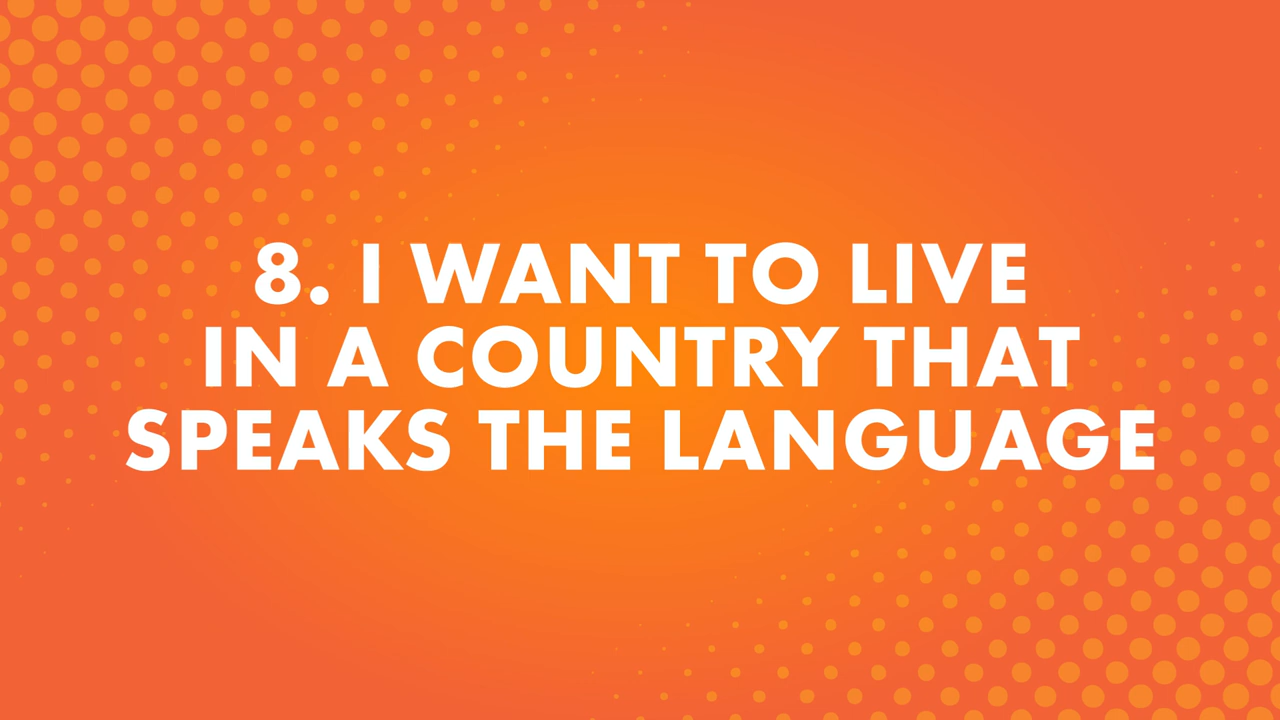 8. I WANT TO LIVE
IN A COUNTRY THAT
SPEAKS THE LANGUAGE